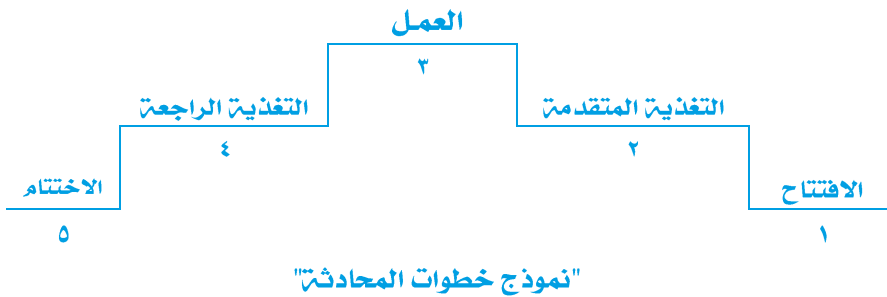 العمل
٣
التغذية المتقدمة
التغذية الراجعة
٢
٤
الافتتاح
الاختتام
١
٥
"نموذج خطوات المحادثة"